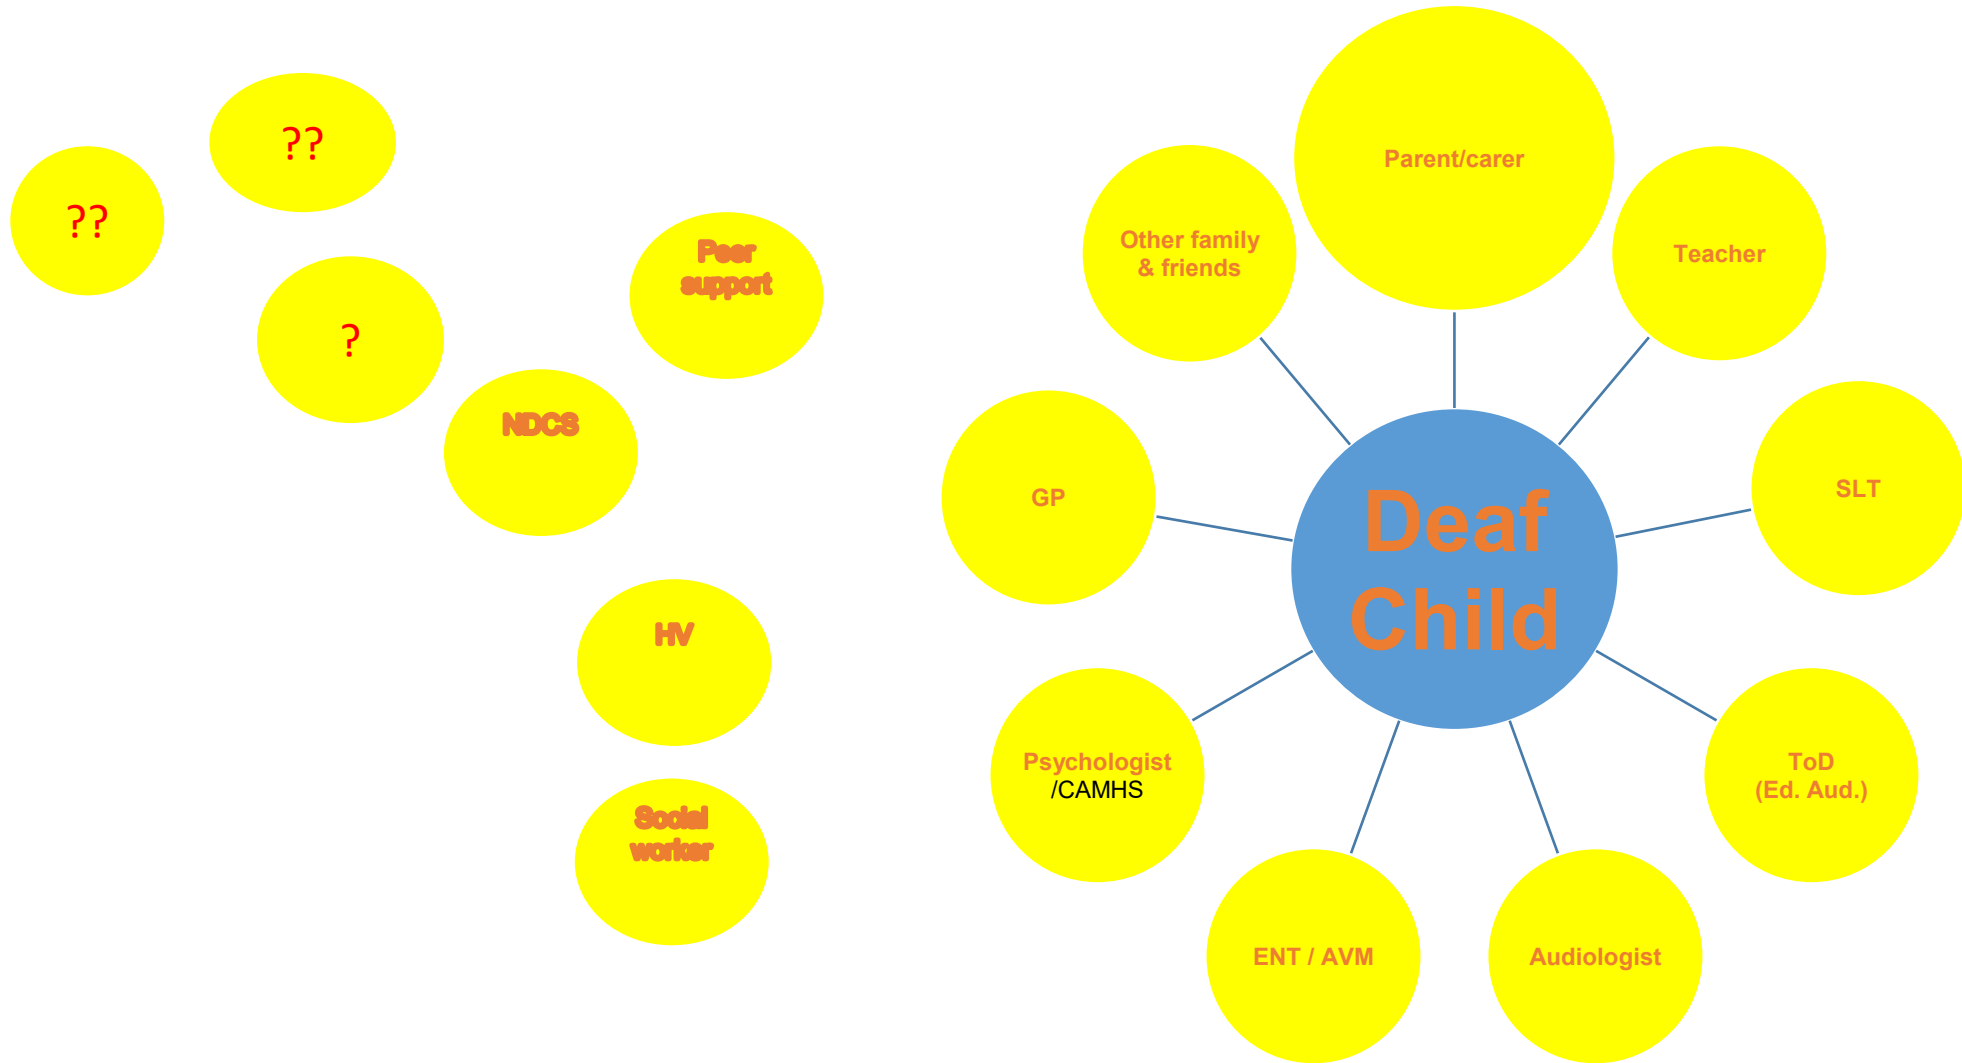 ??
??
?
Peer
support
NDCS
HV
Social
worker
Parent/carer
Other family
& friends
Teacher
GP
SLT
Deaf
Child
Psychologist
/CAMHS
ToD
(Ed. Aud.)
ENT / AVM
Audiologist